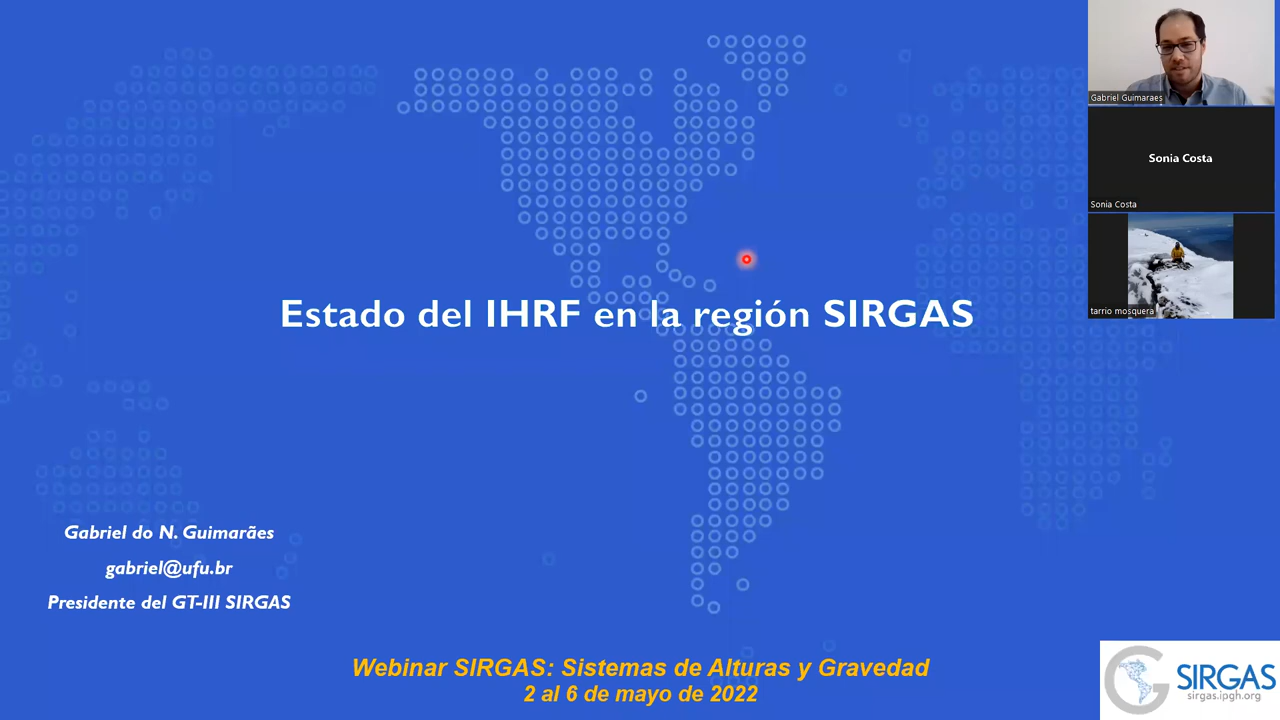 Gabriel Guimaraes
Sonia Costa
Sonia Costa
tarrio mosquera
Estado del IHRF en la región SIRGAS
Gabriel do N. Guimarães
gabriel@ufu.br
Presidente del GT-III SIRGAS
Webinar SIRGAS: Sistemas de Alturas y Gravedad
2 al 6 de mayo de 2022
SIRGAS
sirgas.ipgh.org